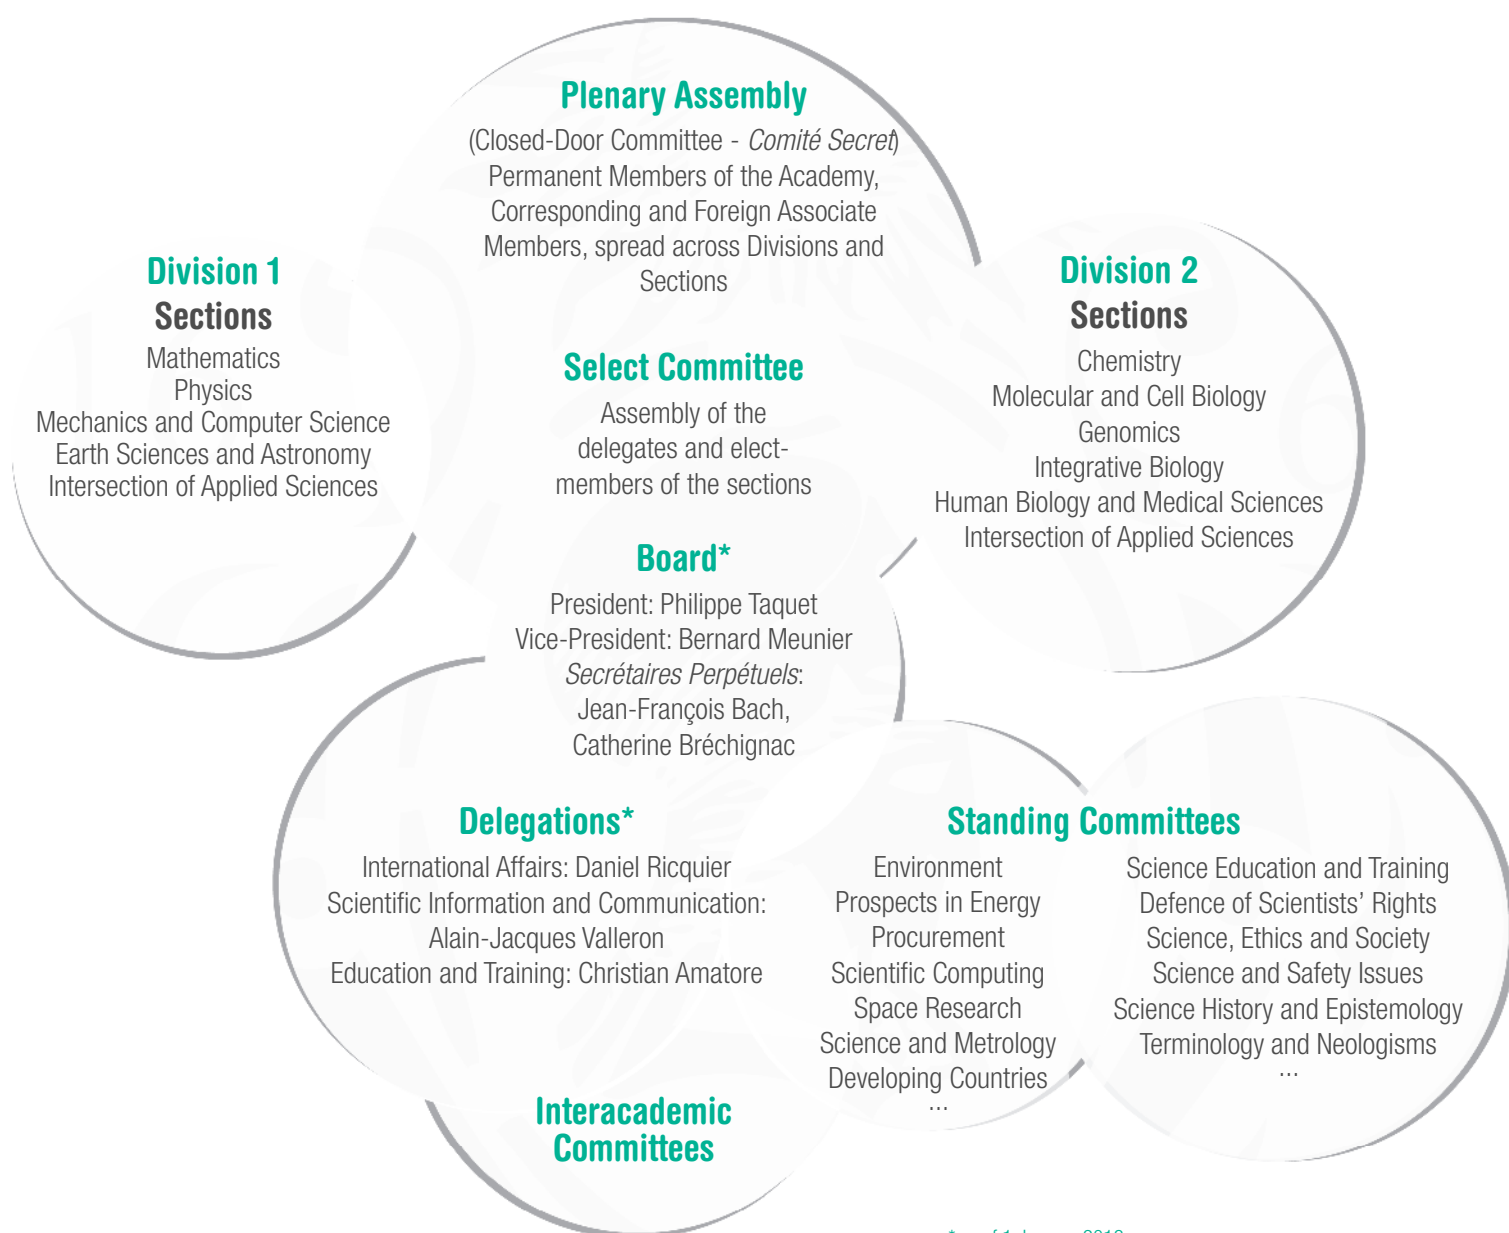 Plenary Assembly
(Closed-Door Committee - Comité Secret)
Permanent Members of the Academy,
Corresponding and Foreign Associate
Members, spread across Divisions and
Sections
Division 1
Sections
Mathematics
Physics
Mechanics and Computer Science
Earth Sciences and Astronomy
Intersection of Applied Sciences
Division 2
Sections
Chemistry
Molecular and Cell Biology
Genomics
Integrative Biology
Human Biology and Medical Sciences
Intersection of Applied Sciences
Select Committee
Assembly of the
delegates and elect-
members of the sections
Board*
President: Philippe Taquet
Vice-President: Bernard Meunier
Secrétaires Perpétuels:
Jean-François Bach,
Catherine Bréchignac
Delegations*
International Affairs: Daniel Ricquier
Scientific Information and Communication:
Alain-Jacques Valleron
Education and Training: Christian Amatore
Standing Committees
Environment
Prospects in Energy
Procurement
Scientific Computing
Space Research
Science and Metrology
Developing Countries
...
Science Education and Training
Defence of Scientists’ Rights
Science, Ethics and Society
Science and Safety Issues
Science History and Epistemology
Terminology and Neologisms
...
Interacademic
Committees